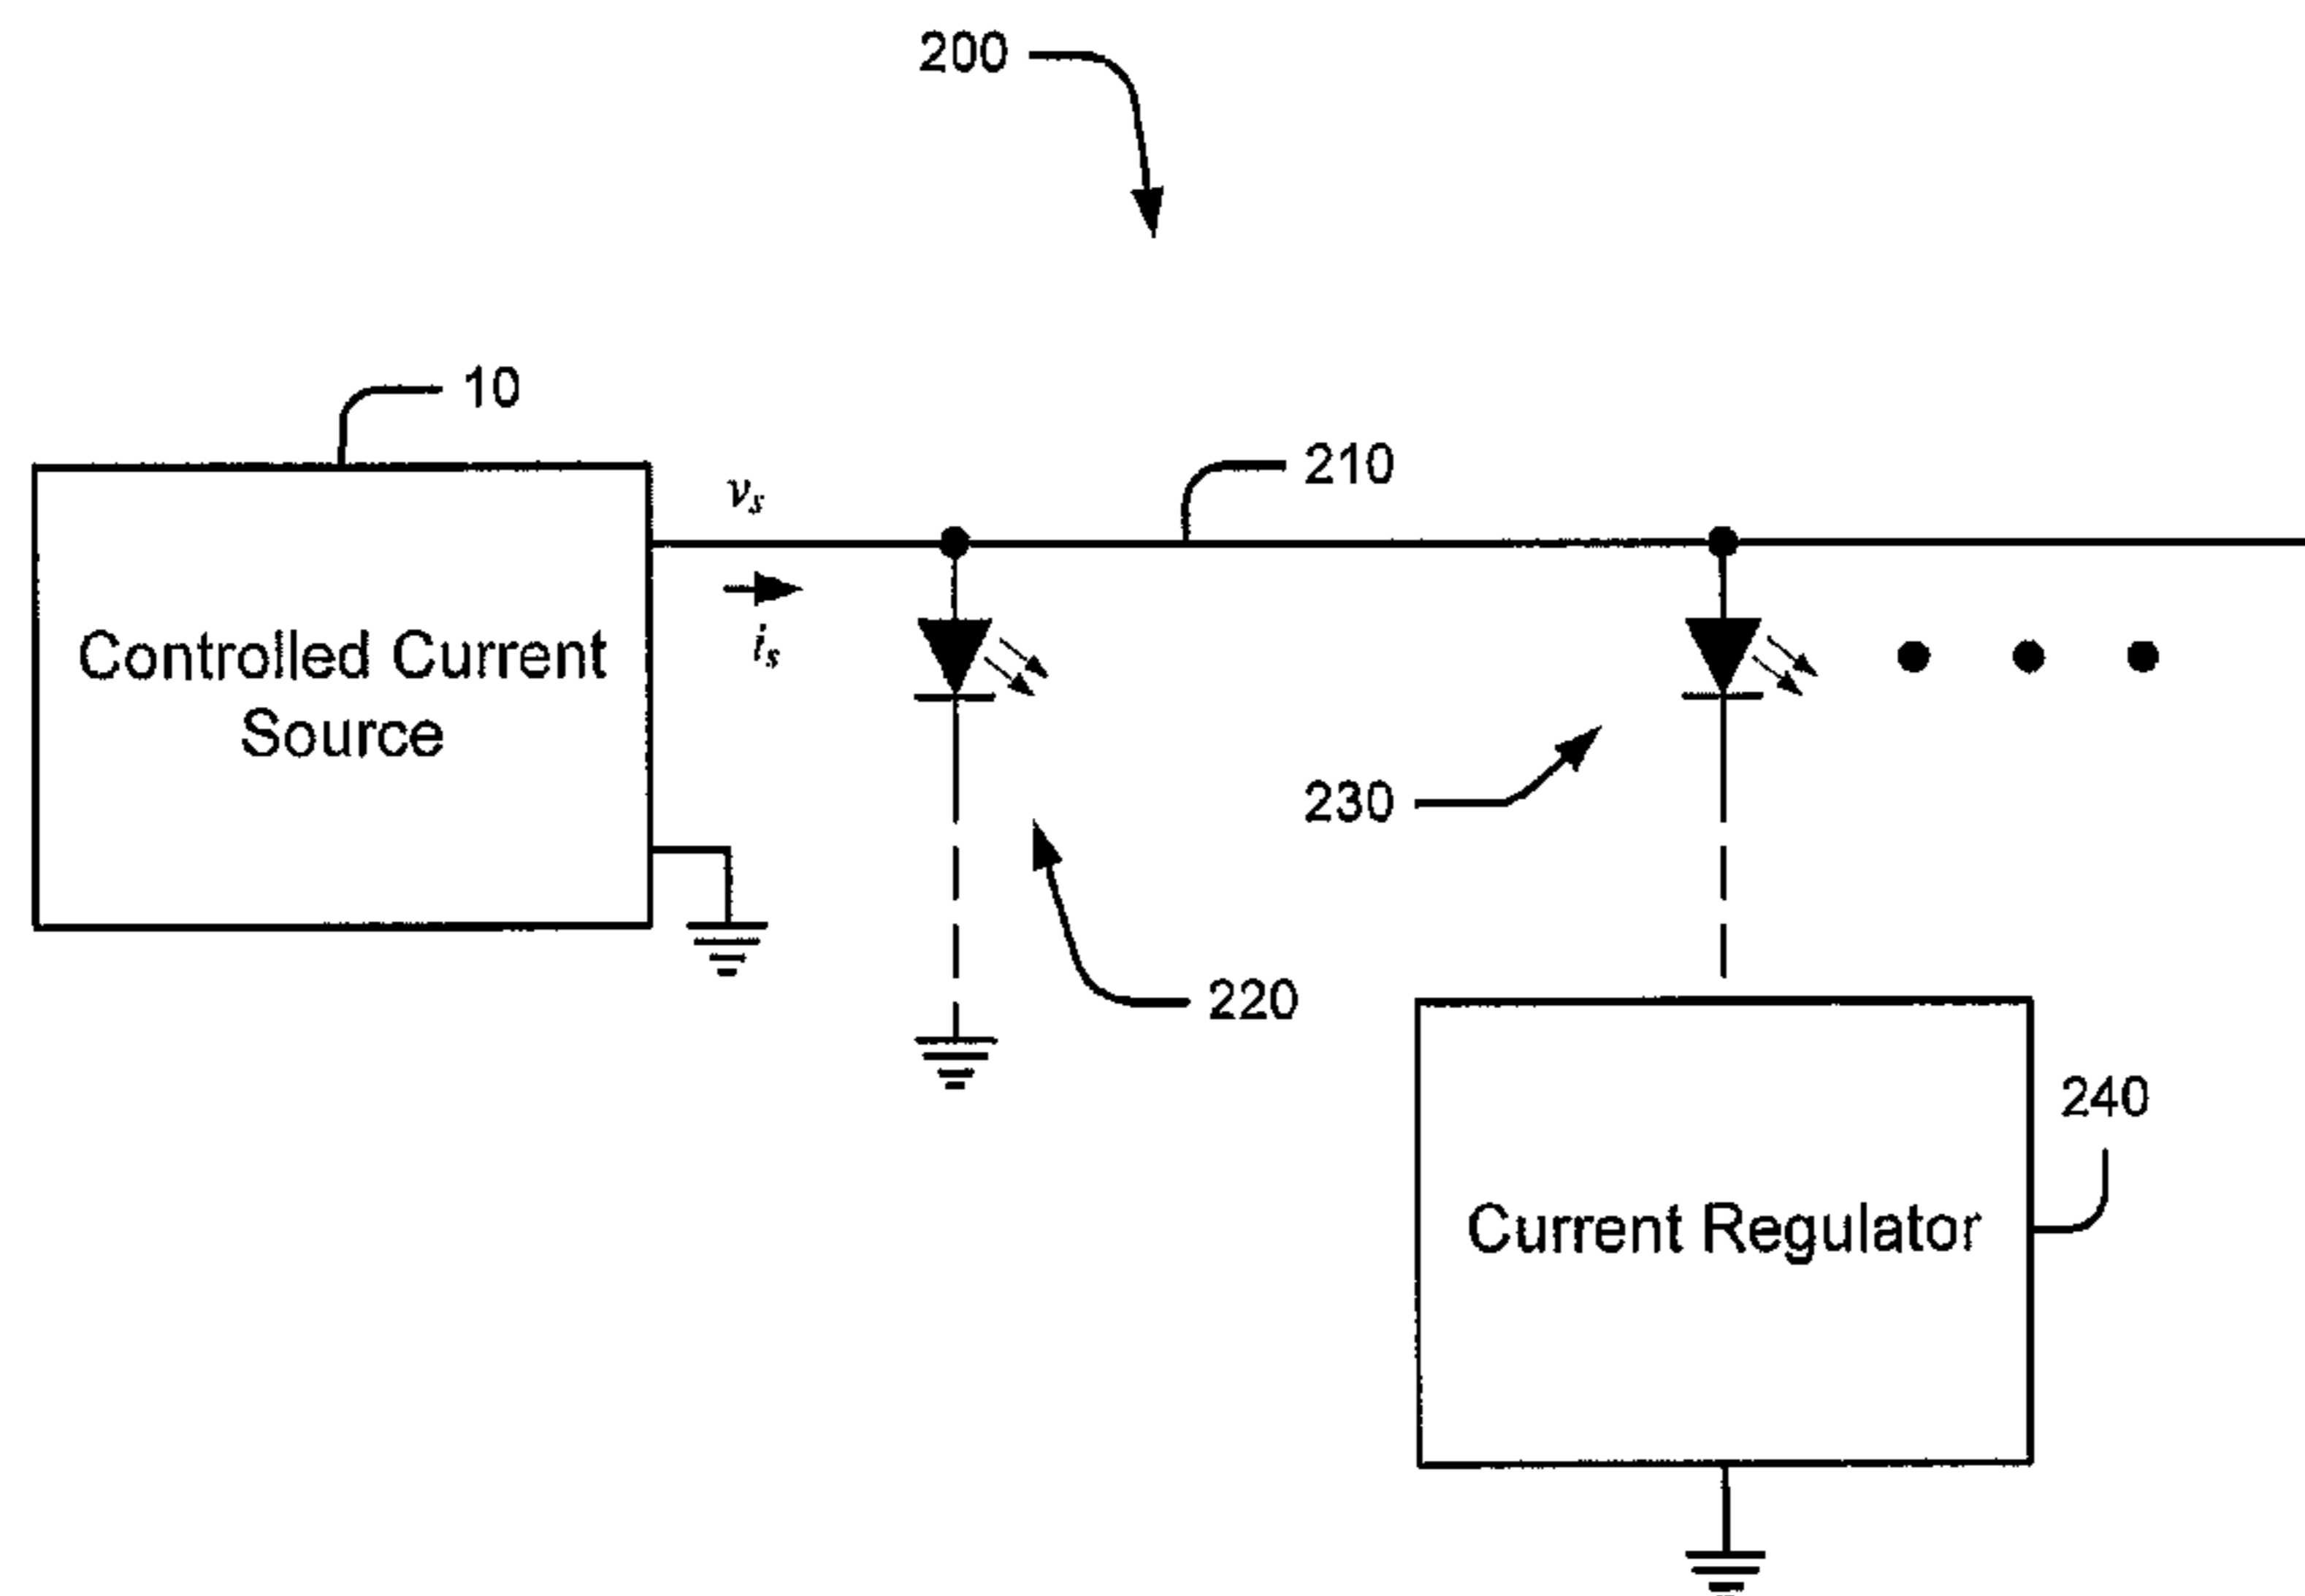 200
10
210
vs
is
Controlled Current
Source
230
220
240
Current Regulator